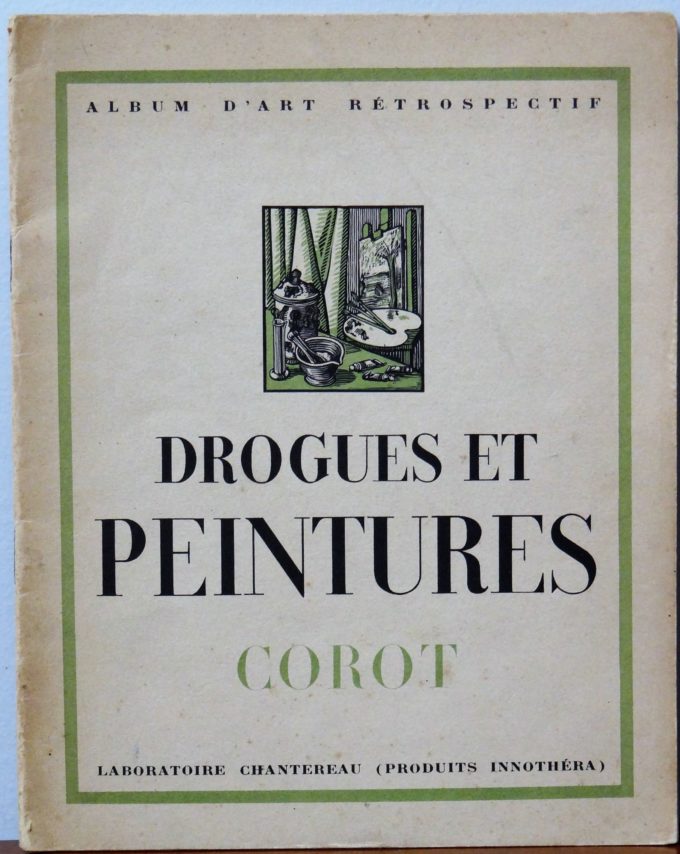 ALBUM D'ART RÉTROSPECTIF
DROGUES ET
PEINTURES
COROT
LABORATOIRE CHANTEREAU (PRODUITS INNOTHÉRA)